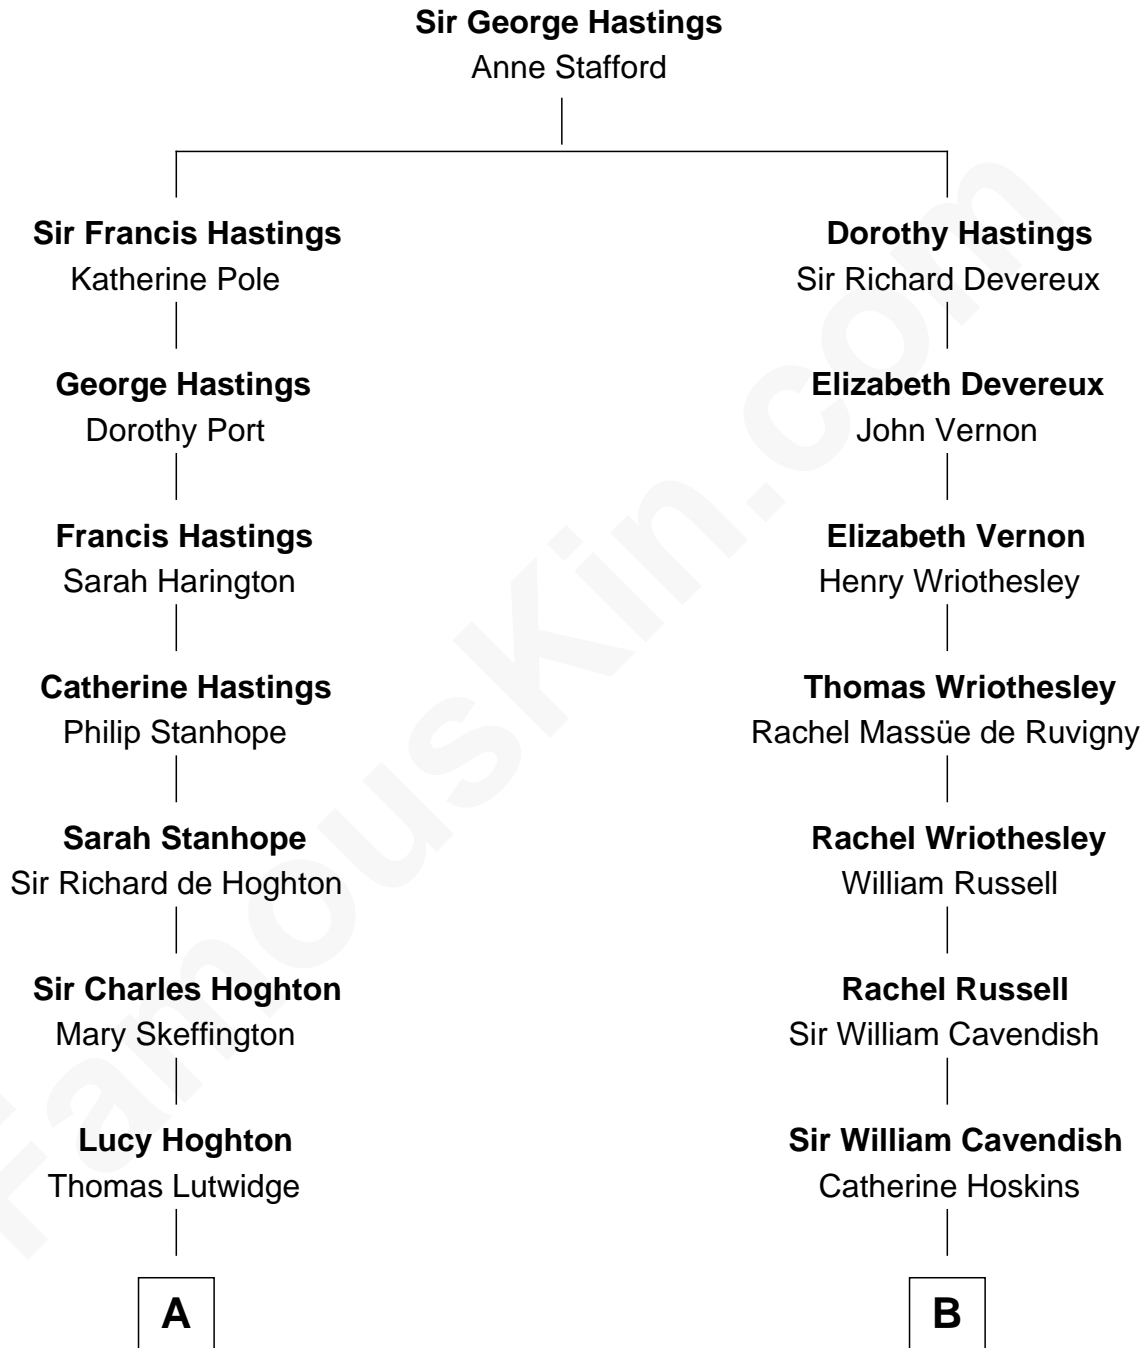 Sir George Hastings
Anne Stafford
Sir Francis Hastings
Katherine Pole
George Hastings
Dorothy Port
Francis Hastings
Sarah Harington
Catherine Hastings
Philip Stanhope
Sarah Stanhope
Sir Richard de Hoghton
Sir Charles Hoghton
Mary Skeffington
Lucy Hoghton
Thomas Lutwidge
A
Dorothy Hastings
Sir Richard Devereux
Elizabeth Devereux
John Vernon
Elizabeth Vernon
Henry Wriothesley
Thomas Wriothesley
Rachel Massüe de Ruvigny
Rachel Wriothesley
William Russell
Rachel Russell
Sir William Cavendish
Sir William Cavendish
Catherine Hoskins
B
FamousKin.com